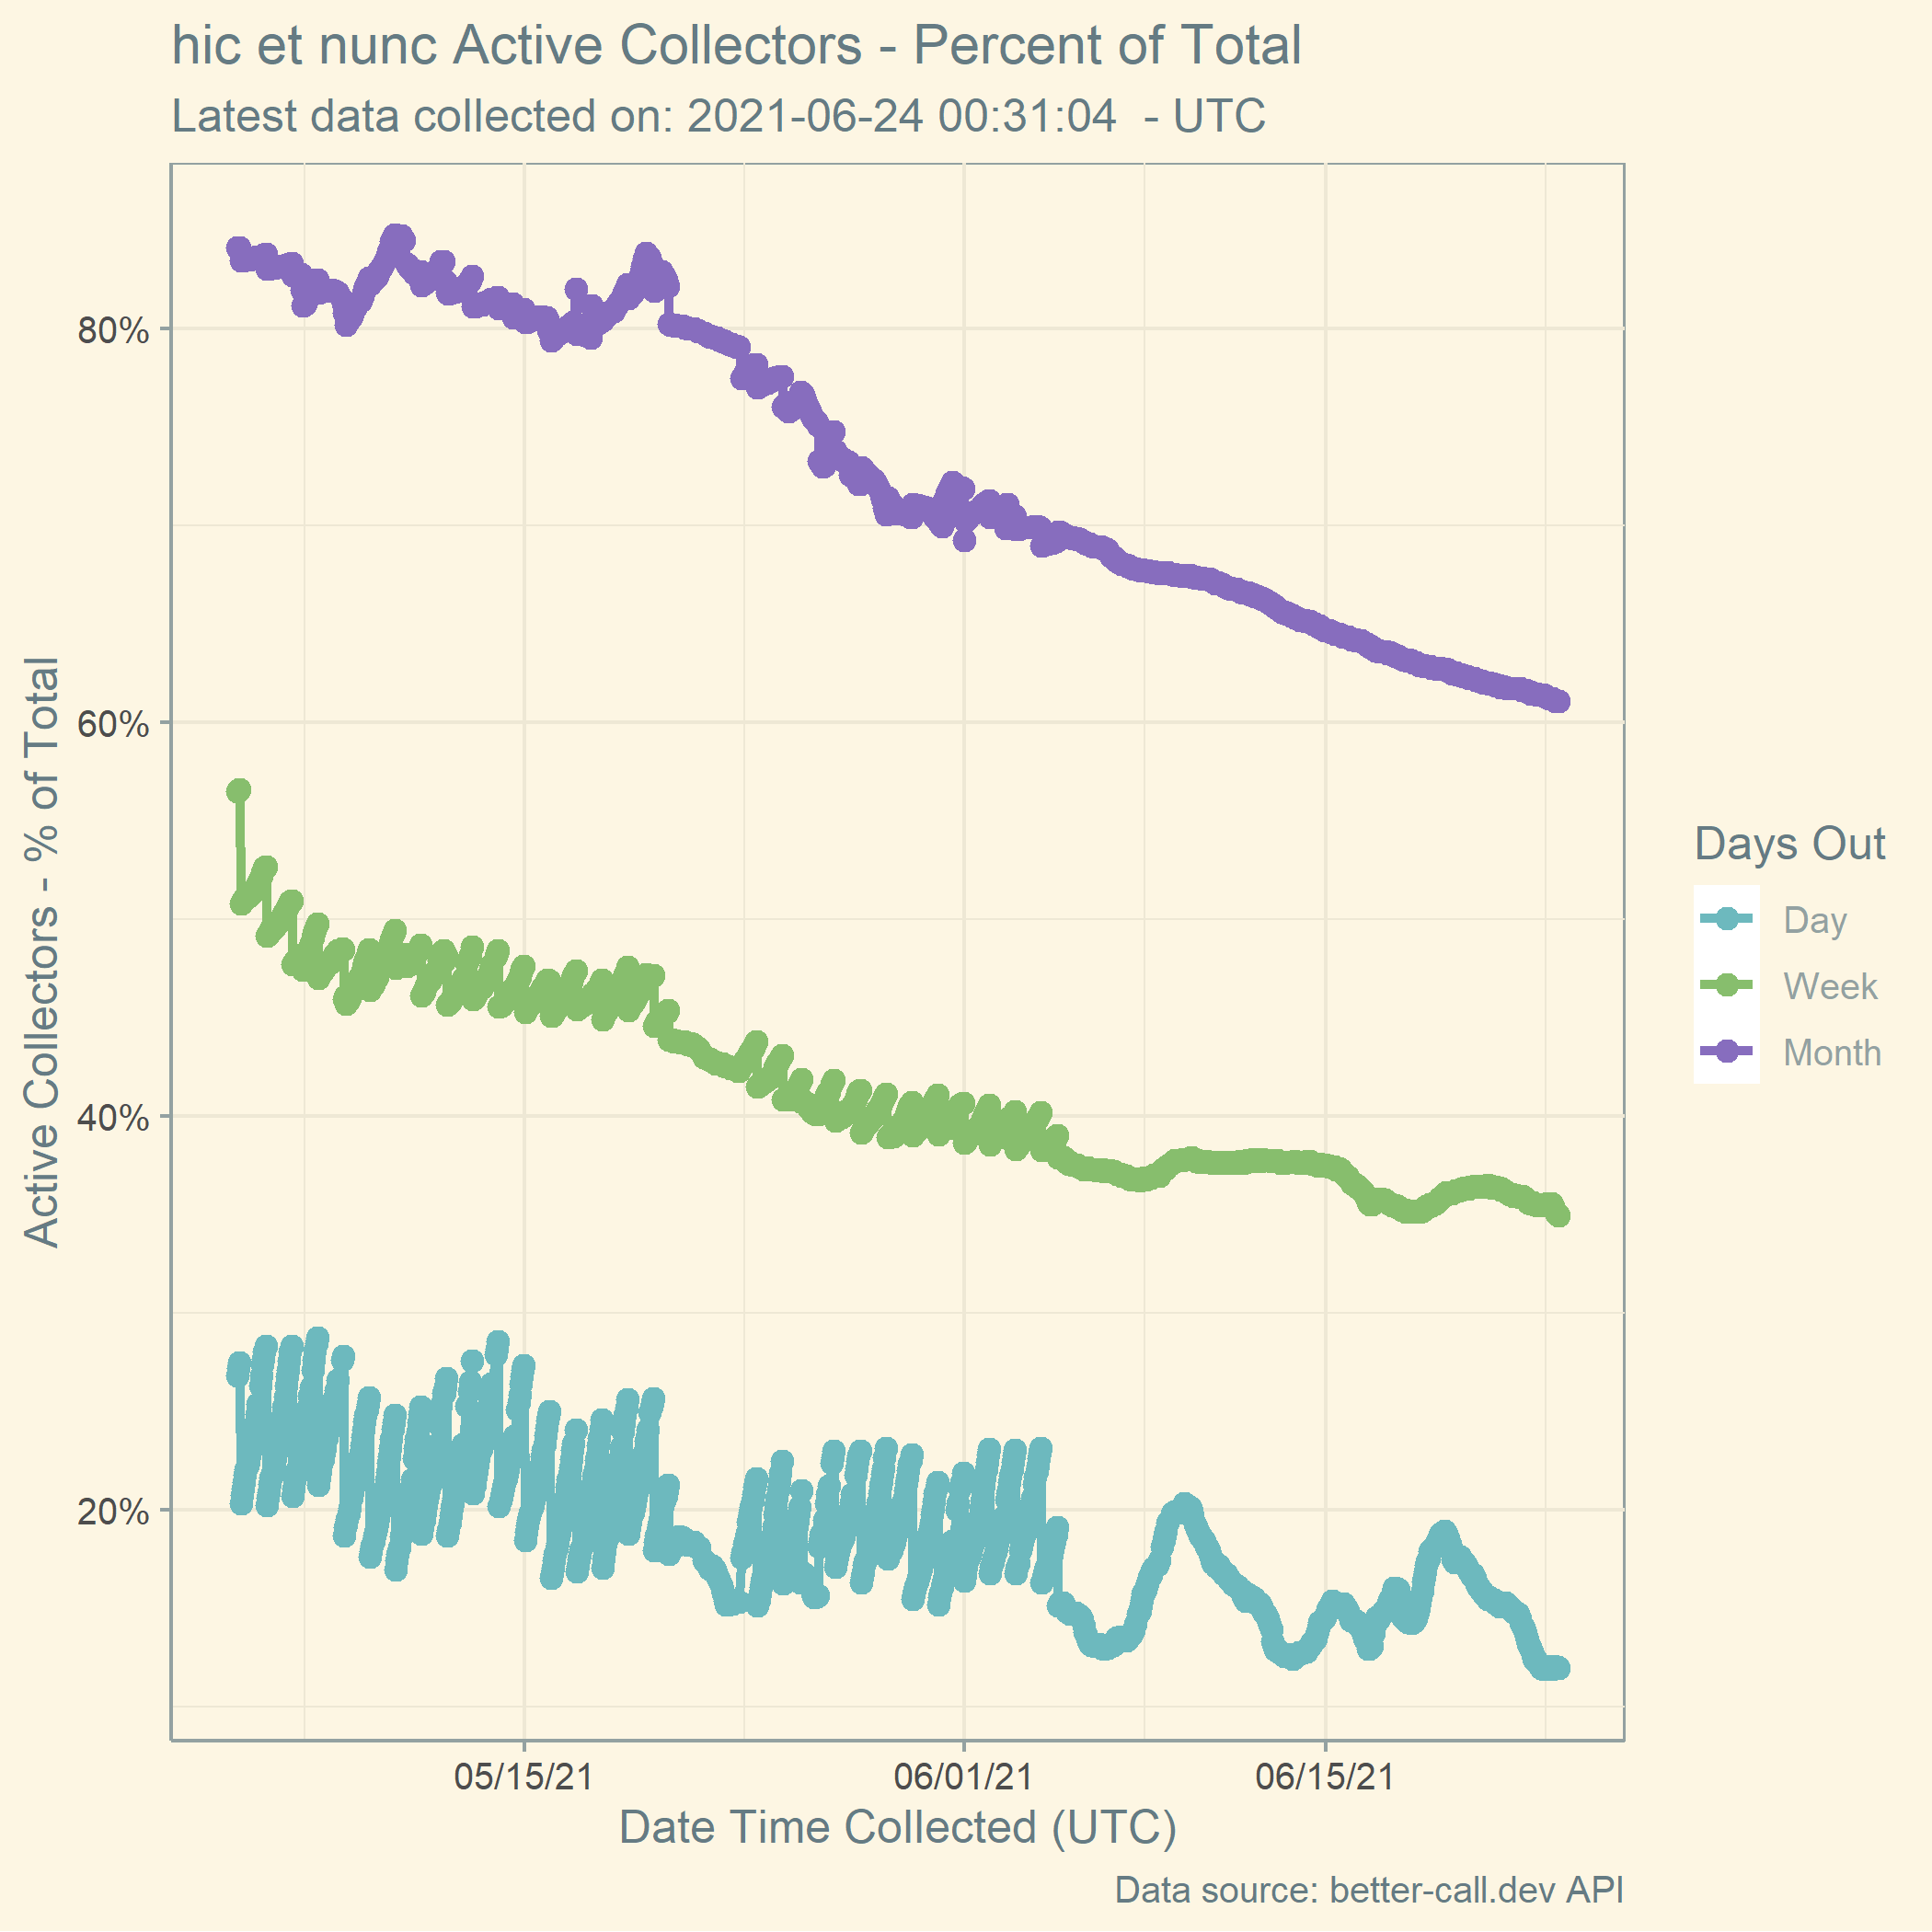 hic et nunc Active Collectors - Percent of Total
Latest data collected on: 2021-06-24 00:31:04  - UTC
Active Collectors - % of Total
80%
60%
40%
20%
05/15/21
06/01/21
06/15/21
Date Time Collected (UTC)
Days Out
Day
Week
Month
Data source: better-call.dev API